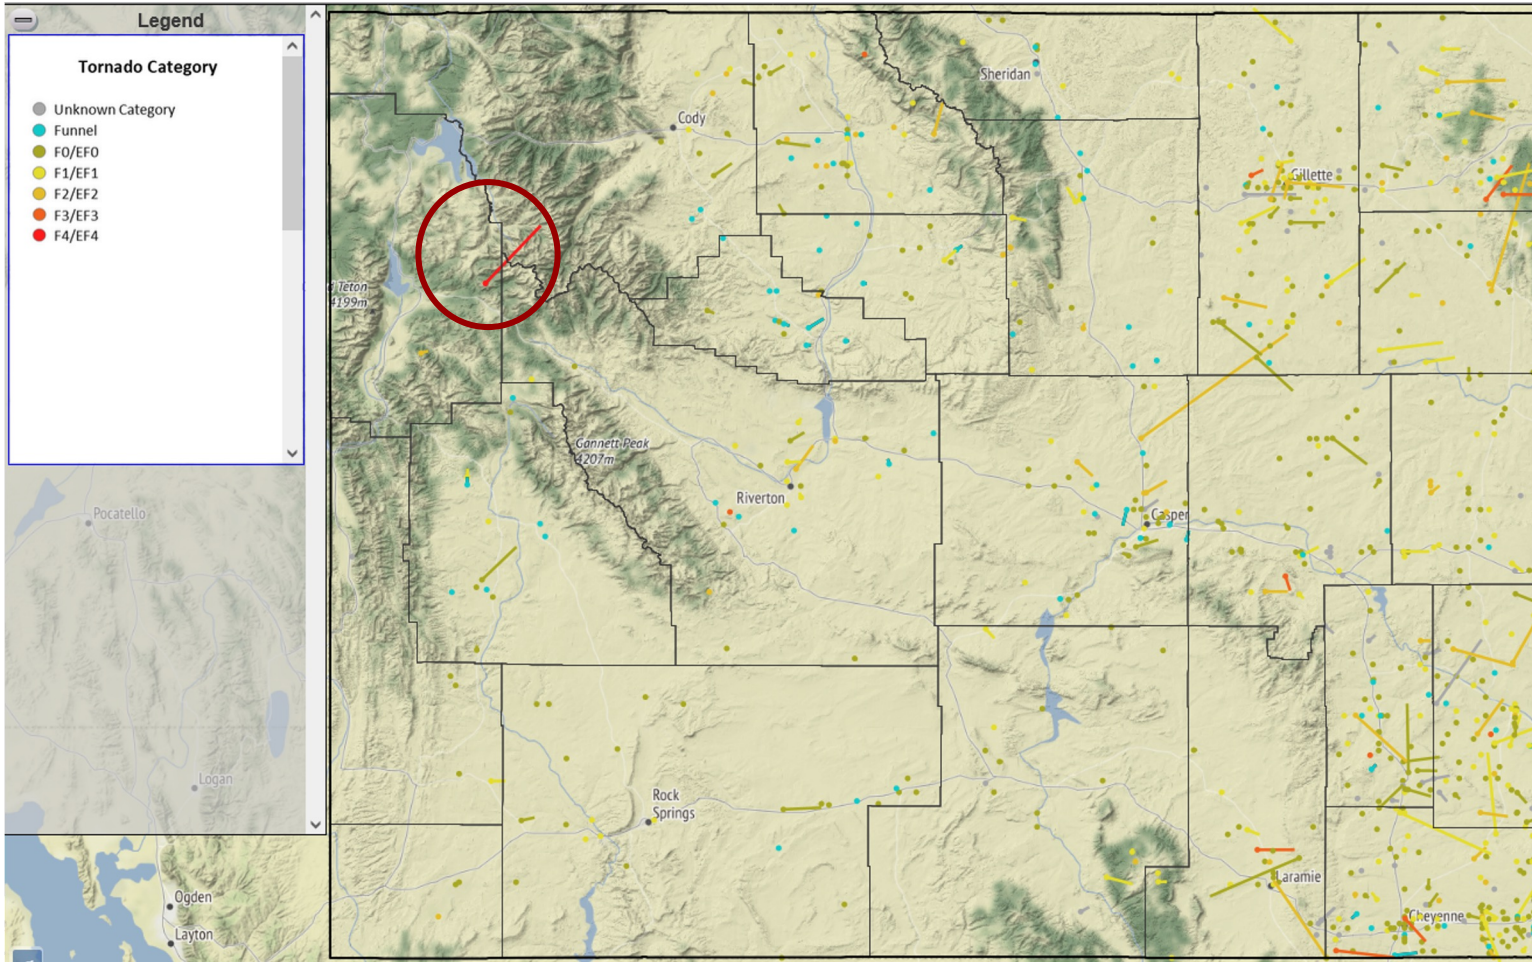 Legend
Tornado Category
Unknown Category
Funnel
F0/EF0
F1/EF1
F2/EF2
F3/EF3
F4/EF4
Sheridan
Cody
Gillette
d Teton
4199m
Gannett Peak
4207m
Riverton
Casper
Pocatello
Logan
Rock
Springs
Laramie
Ogden
Cheyenne
Layton